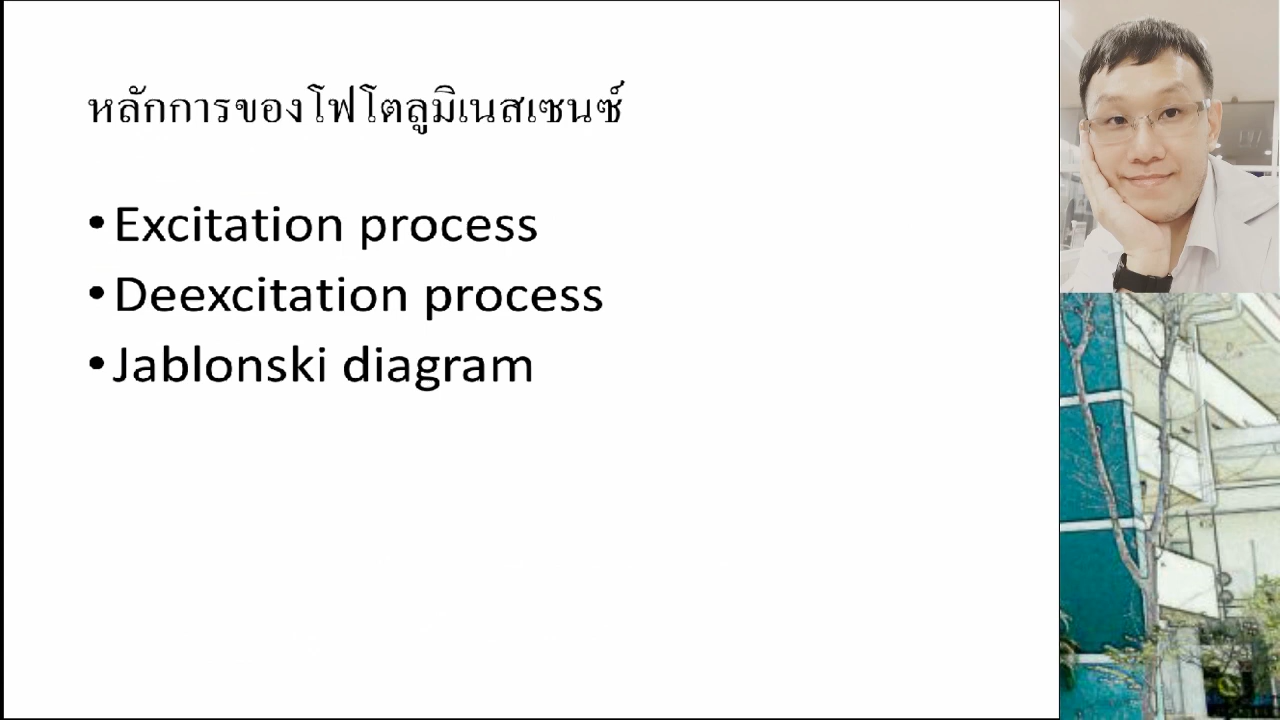 หลักการของโฟโตลูมิเนสเซนซ์
• Excitation process
• Deexcitation process
• Jablonski diagram